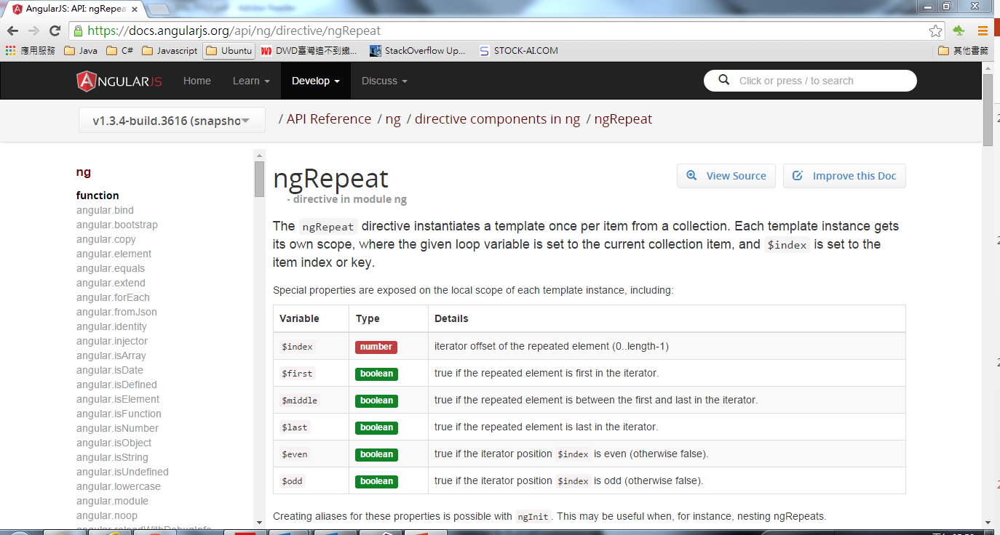 AngularJS: API: ngRepea
https://docs.angularjs.org/api/ng/directive/ngRepeat
應用服務 Java C# Javascript Ubuntu DWD臺灣追不到鐵... StackOverflow Up... STOCK-AI.COM 其他書籤
ANGULARJS Home Learn Develop Discuss Click or press / to search
v1.3.4-build.3616 (snapsho / API Reference / ng / directive components in ng / ngRepeat
ng
function
angular.bind
angular.bootstrap
angular.copy
angular.element
angular.equals
angular.extend
angular.forEach
angular.fromJson
angular.identity
angular.injector
angular.isArray
angular.isDate
angular.isDefined
angular.isElement
angular.isFunction
angular.isNumber
angular.isObject
angular.isString
angular.isUndefined
angular.lowercase
angular.module
angular.noop
angular.reloadWithDebugInfo
ngRepeat View Source Improve this Doc
- directive in module ng
The ngRepeat directive instantiates a template once per item from a collection. Each template instance gets
its own scope, where the given loop variable is set to the current collection item, and $index is set to the
item index or key.
Special properties are exposed on the local scope of each template instance, including:
Variable Type Details
$index number iterator offset of the repeated element (0..length-1)
$first boolean true if the repeated element is first in the iterator.
$middle boolean true if the repeated element is between the first and last in the iterator.
$last boolean true if the repeated element is last in the iterator.
$even boolean true if the iterator position $index is even (otherwise false).
$odd boolean true if the iterator position $index is odd (otherwise false).
Creating aliases for these properties is possible with ngInit. This may be useful when, for instance, nesting ngRepeats.